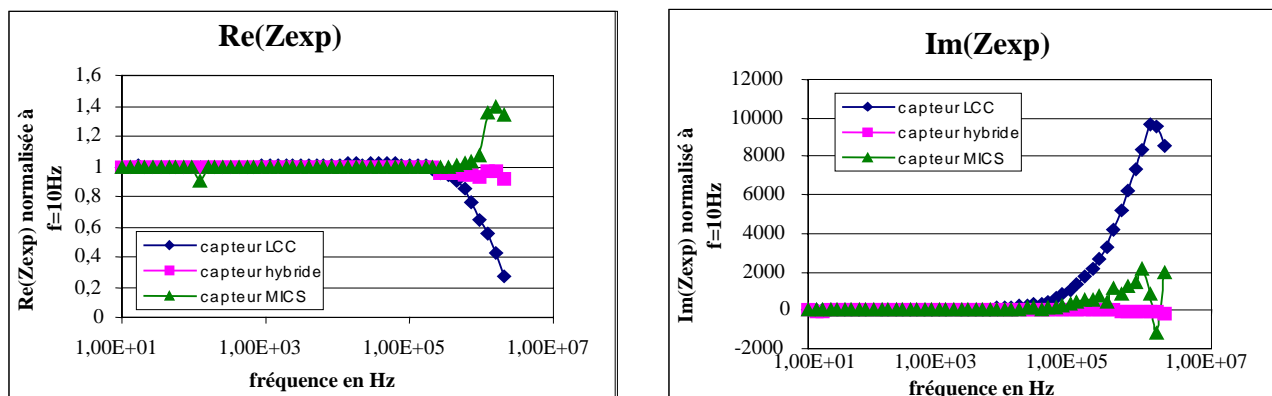 Re(Zexp)
Re(Zexp) normalisé à
f=10Hz
1,6
1,4
1,2
1
0,8
0,6
0,4
0,2
0
capteur LCC
capteur hybride
capteur MICS
1,00E+01
1,00E+03
1,00E+05
1,00E+07
fréquence en Hz
Im(Zexp)
Im(Zexp) normalisé à
f=10Hz
12000
10000
8000
6000
4000
2000
0
-2000
capteur LCC
capteur hybride
capteur MICS
1,00E+01
1,00E+03
1,00E+05
1,00E+07
fréquence en Hz